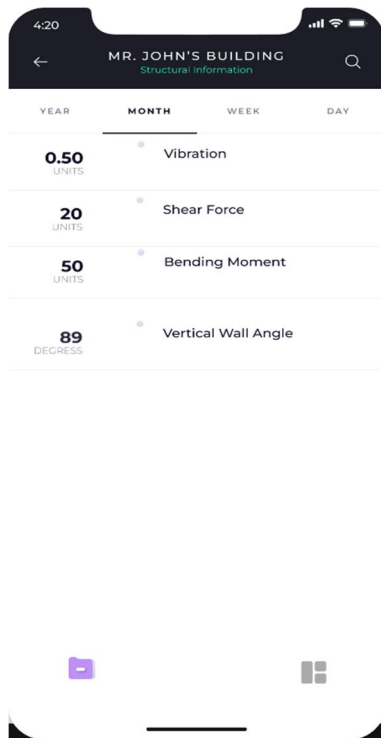 4:20
MR. JOHN'S BUILDING
Structural Information
YEAR MONTH WEEK DAY
0.50 Vibration
UNITS
20 Shear Force
UNITS
50 Bending Moment
UNITS
89 Vertical Wall Angle
DEGRESS